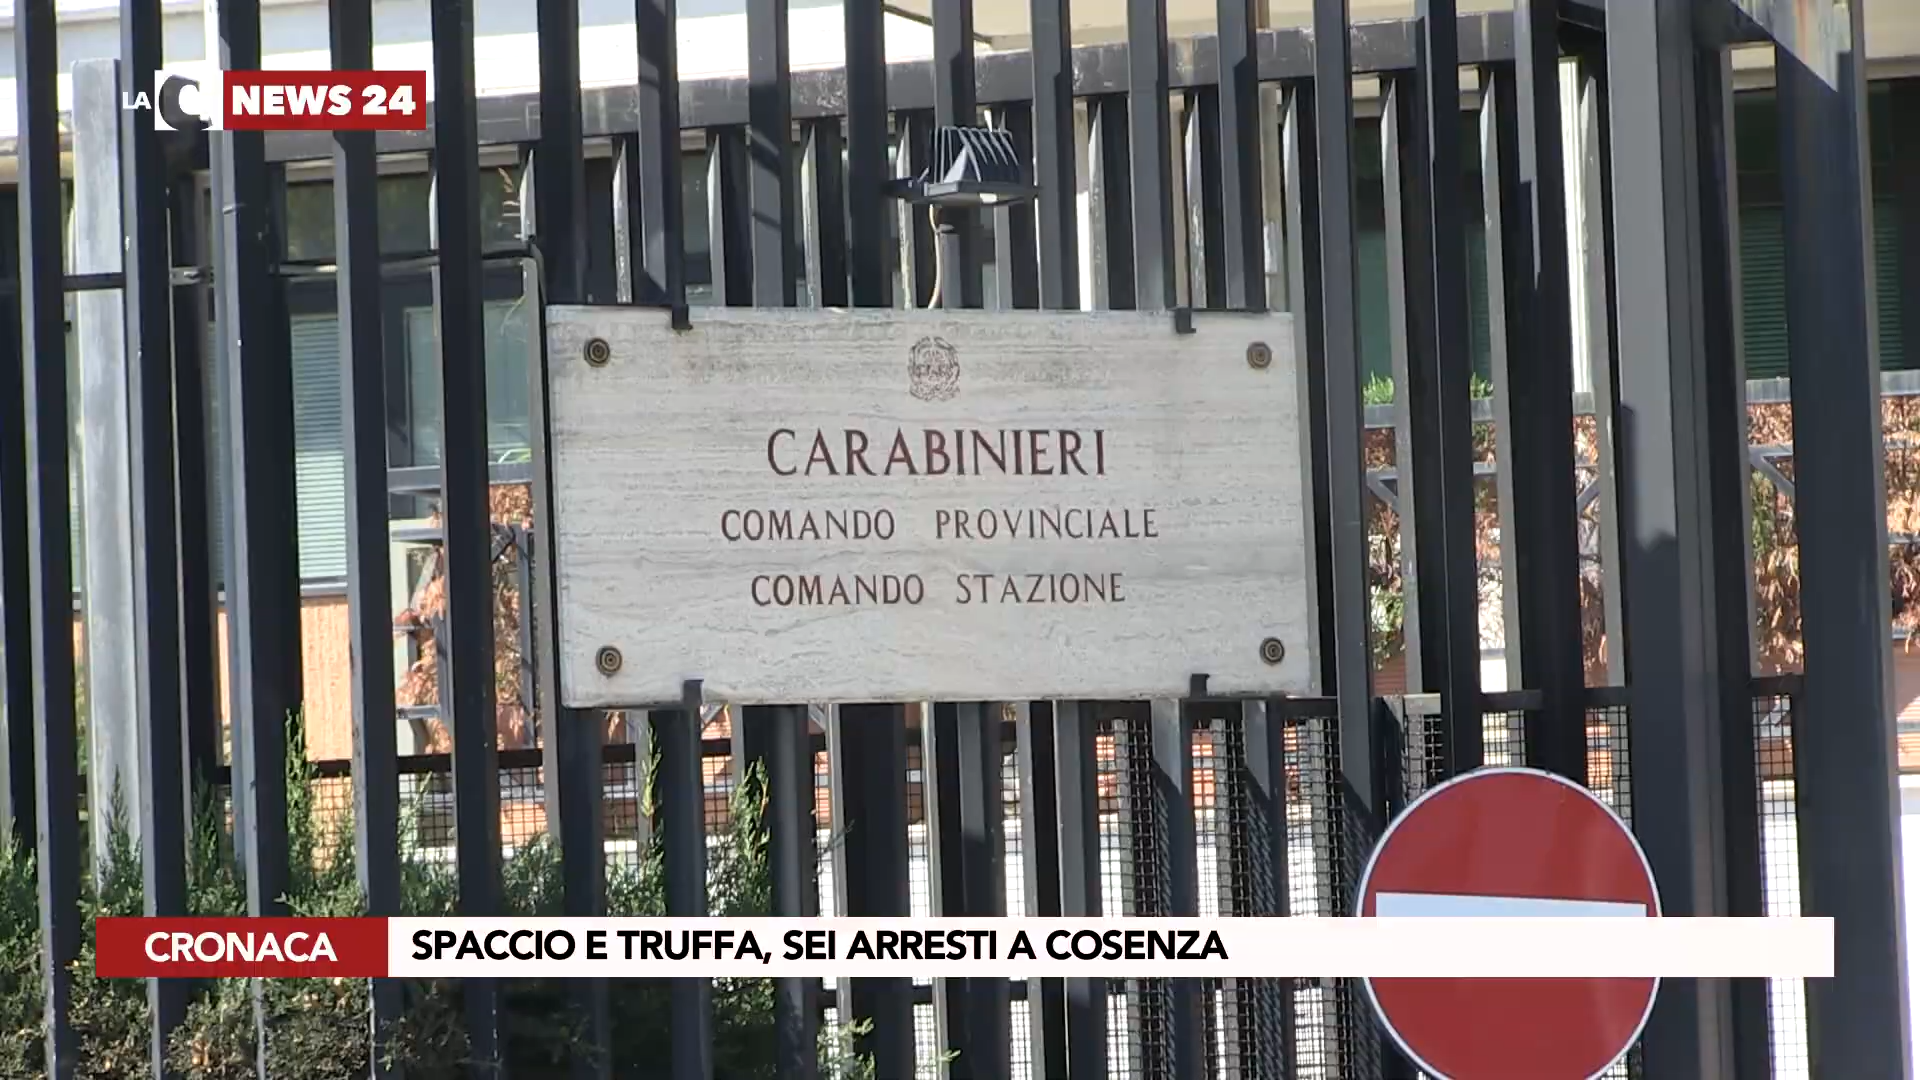 LA C NEWS 24
CARABINIERI
COMANDO PROVINCIALE
COMANDO STAZIONE
CRONACA SPACCIO E TRUFFA, SEI ARRESTI A COSENZA